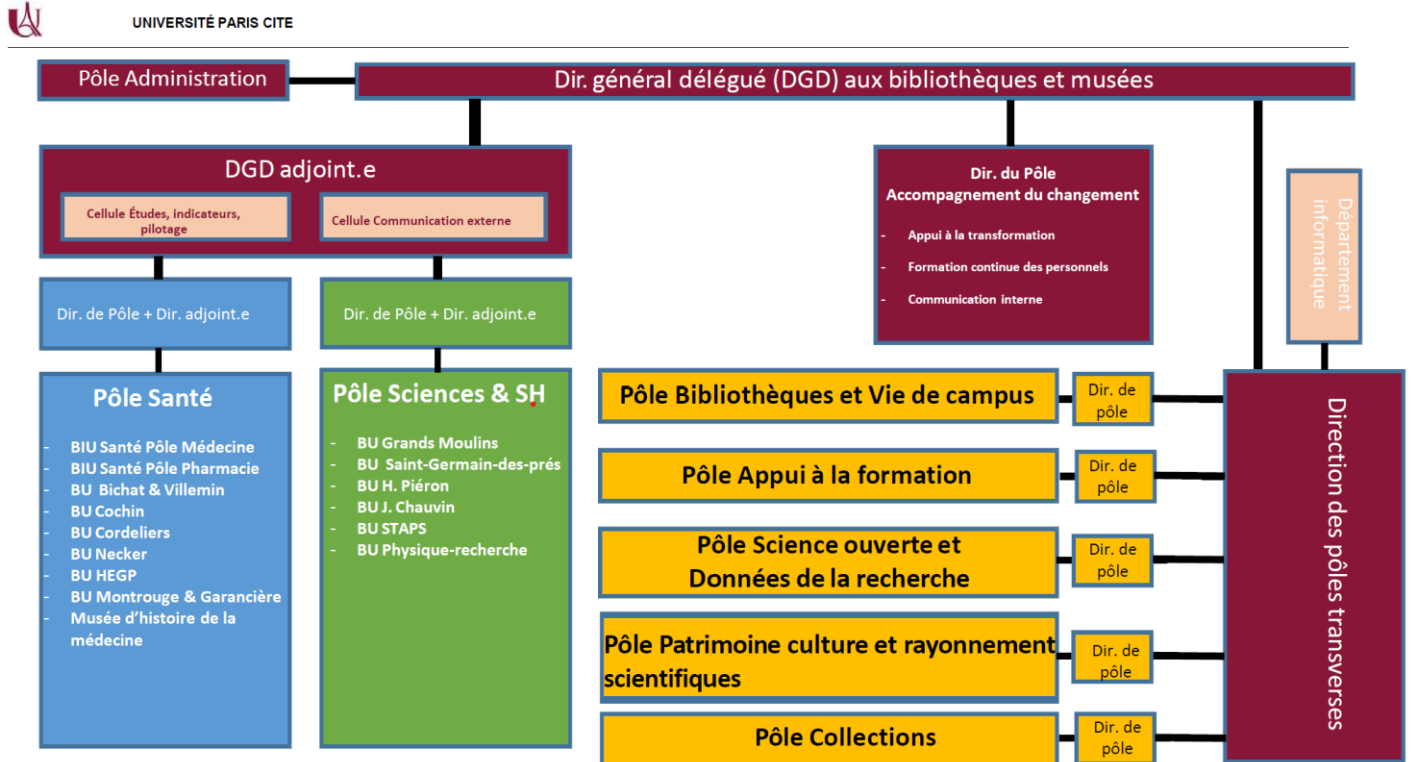 UNIVERSITÉ PARIS CITE
Pôle Administration
Dir. général délégué (DGD) aux bibliothèques et musées
DGD adjoint.e
Cellule Études, indicateurs,
pilotage
Cellule Communication externe
Dir. du Pôle
Accompagnement du changement
- Appui à la transformation
- Formation continue des personnels
- Communication interne
Département
informatique
Dir. de Pôle + Dir. adjoint.e
Dir. de Pôle + Dir. adjoint.e
Pôle Santé
- BIU Santé Pôle Médecine
- BIU Santé Pôle Pharmacie
- BU Bichat & Villemin
- BU Cochin
- BU Cordeliers
- BU Necker
- BU HEGP
- BU Montrouge & Garancière
- Musée d'histoire de la
médecine
Pôle Sciences & SH
- BU Grands Moulins
- BU Saint-Germain-des-prés
- BU H. Piéron
- BU J. Chauvin
- BU STAPS
- BU Physique-recherche
Pôle Bibliothèques et Vie de campus
Dir. de
pôle
Pôle Appui à la formation
Dir. de
pôle
Pôle Science ouverte et
Données de la recherche
Dir. de
pôle
Pôle Patrimoine culture et rayonnement
scientifiques
Dir. de
pôle
Pôle Collections
Dir. de
pôle
Direction des pôles transverses